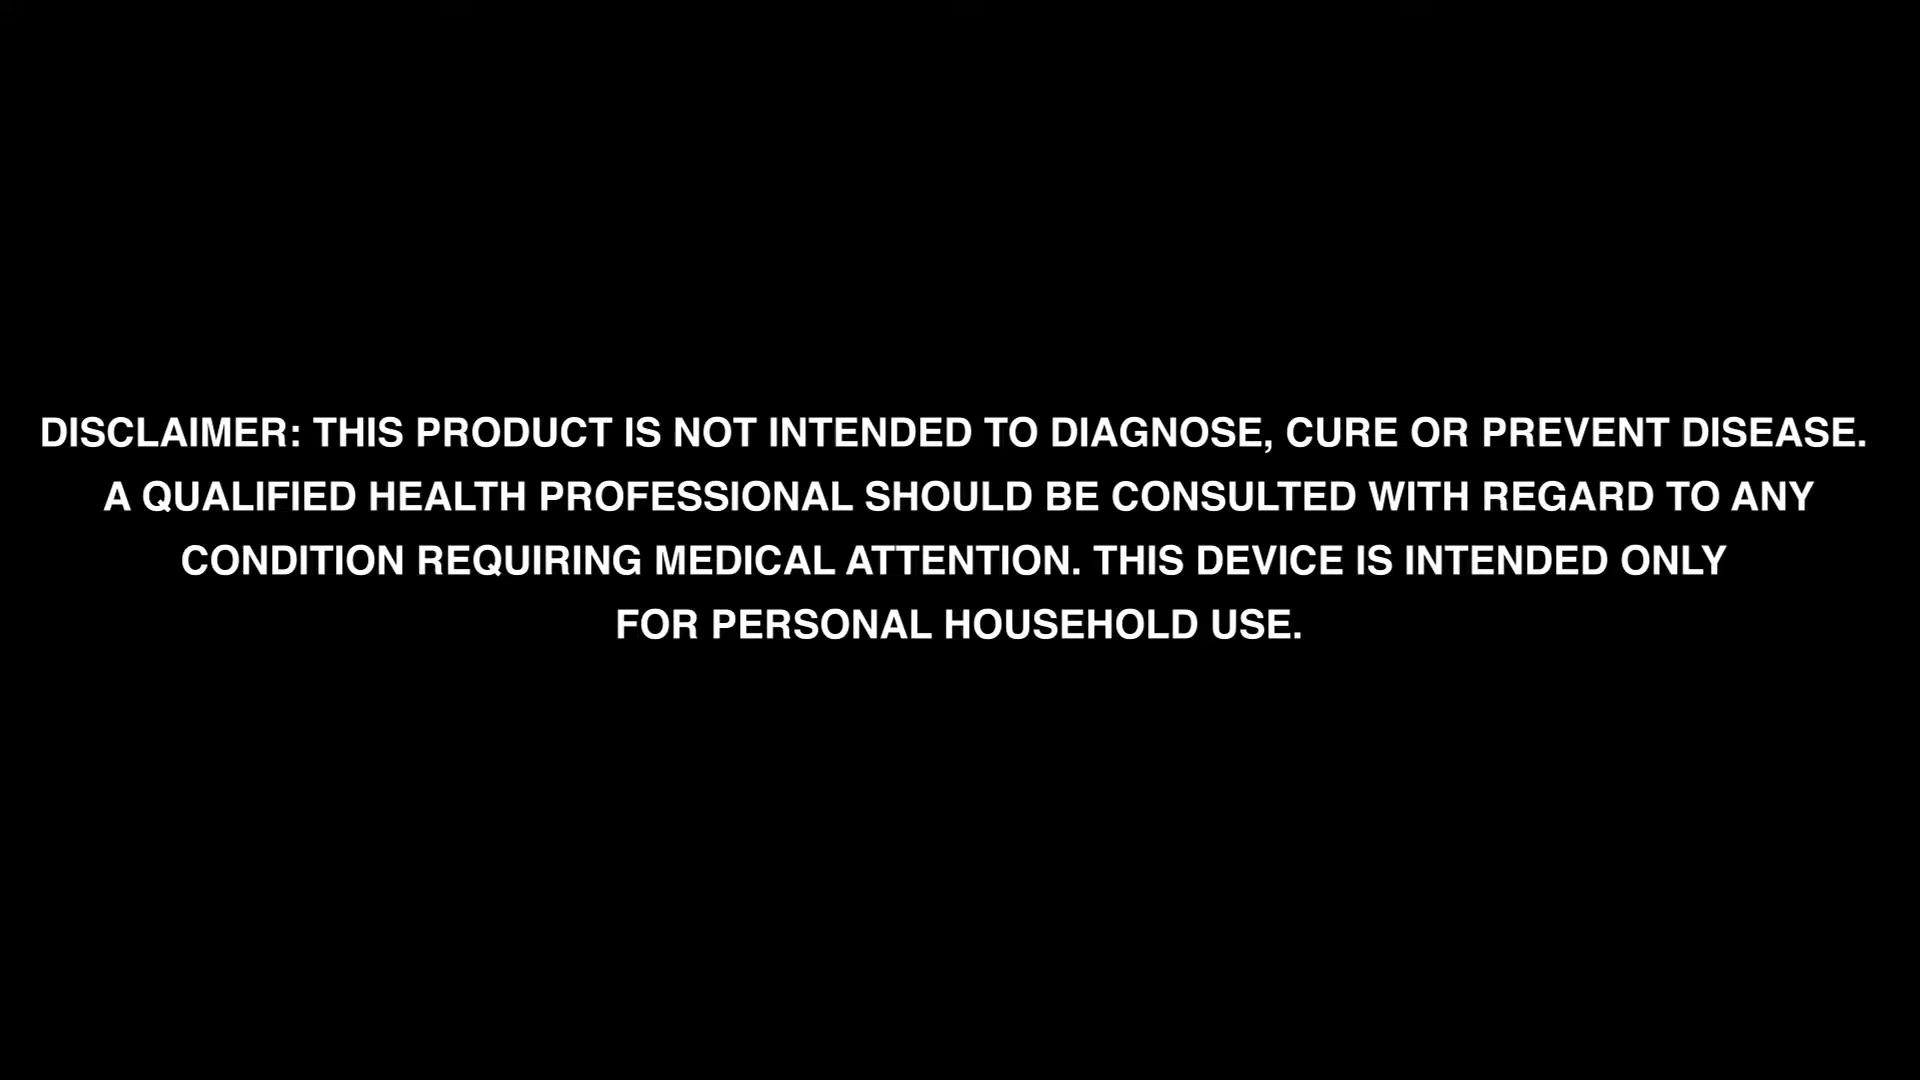 DISCLAIMER: THIS PRODUCT IS NOT INTENDED TO DIAGNOSE, CURE OR PREVENT DISEASE.
A QUALIFIED HEALTH PROFESSIONAL SHOULD BE CONSULTED WITH REGARD TO ANY
CONDITION REQUIRING MEDICAL ATTENTION. THIS DEVICE IS INTENDED ONLY
FOR PERSONAL HOUSEHOLD USE.